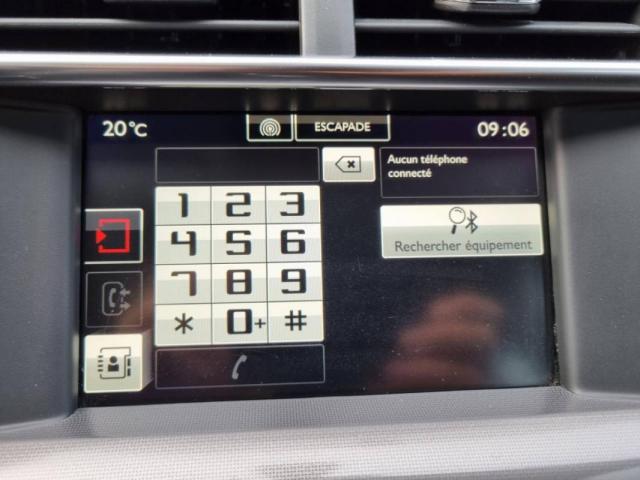 20°C
ESCAPADE
09:06
Aucun téléphone
connecté
1 2 3
4 5 6
7 8 9
* 0+ #
Rechercher équipement